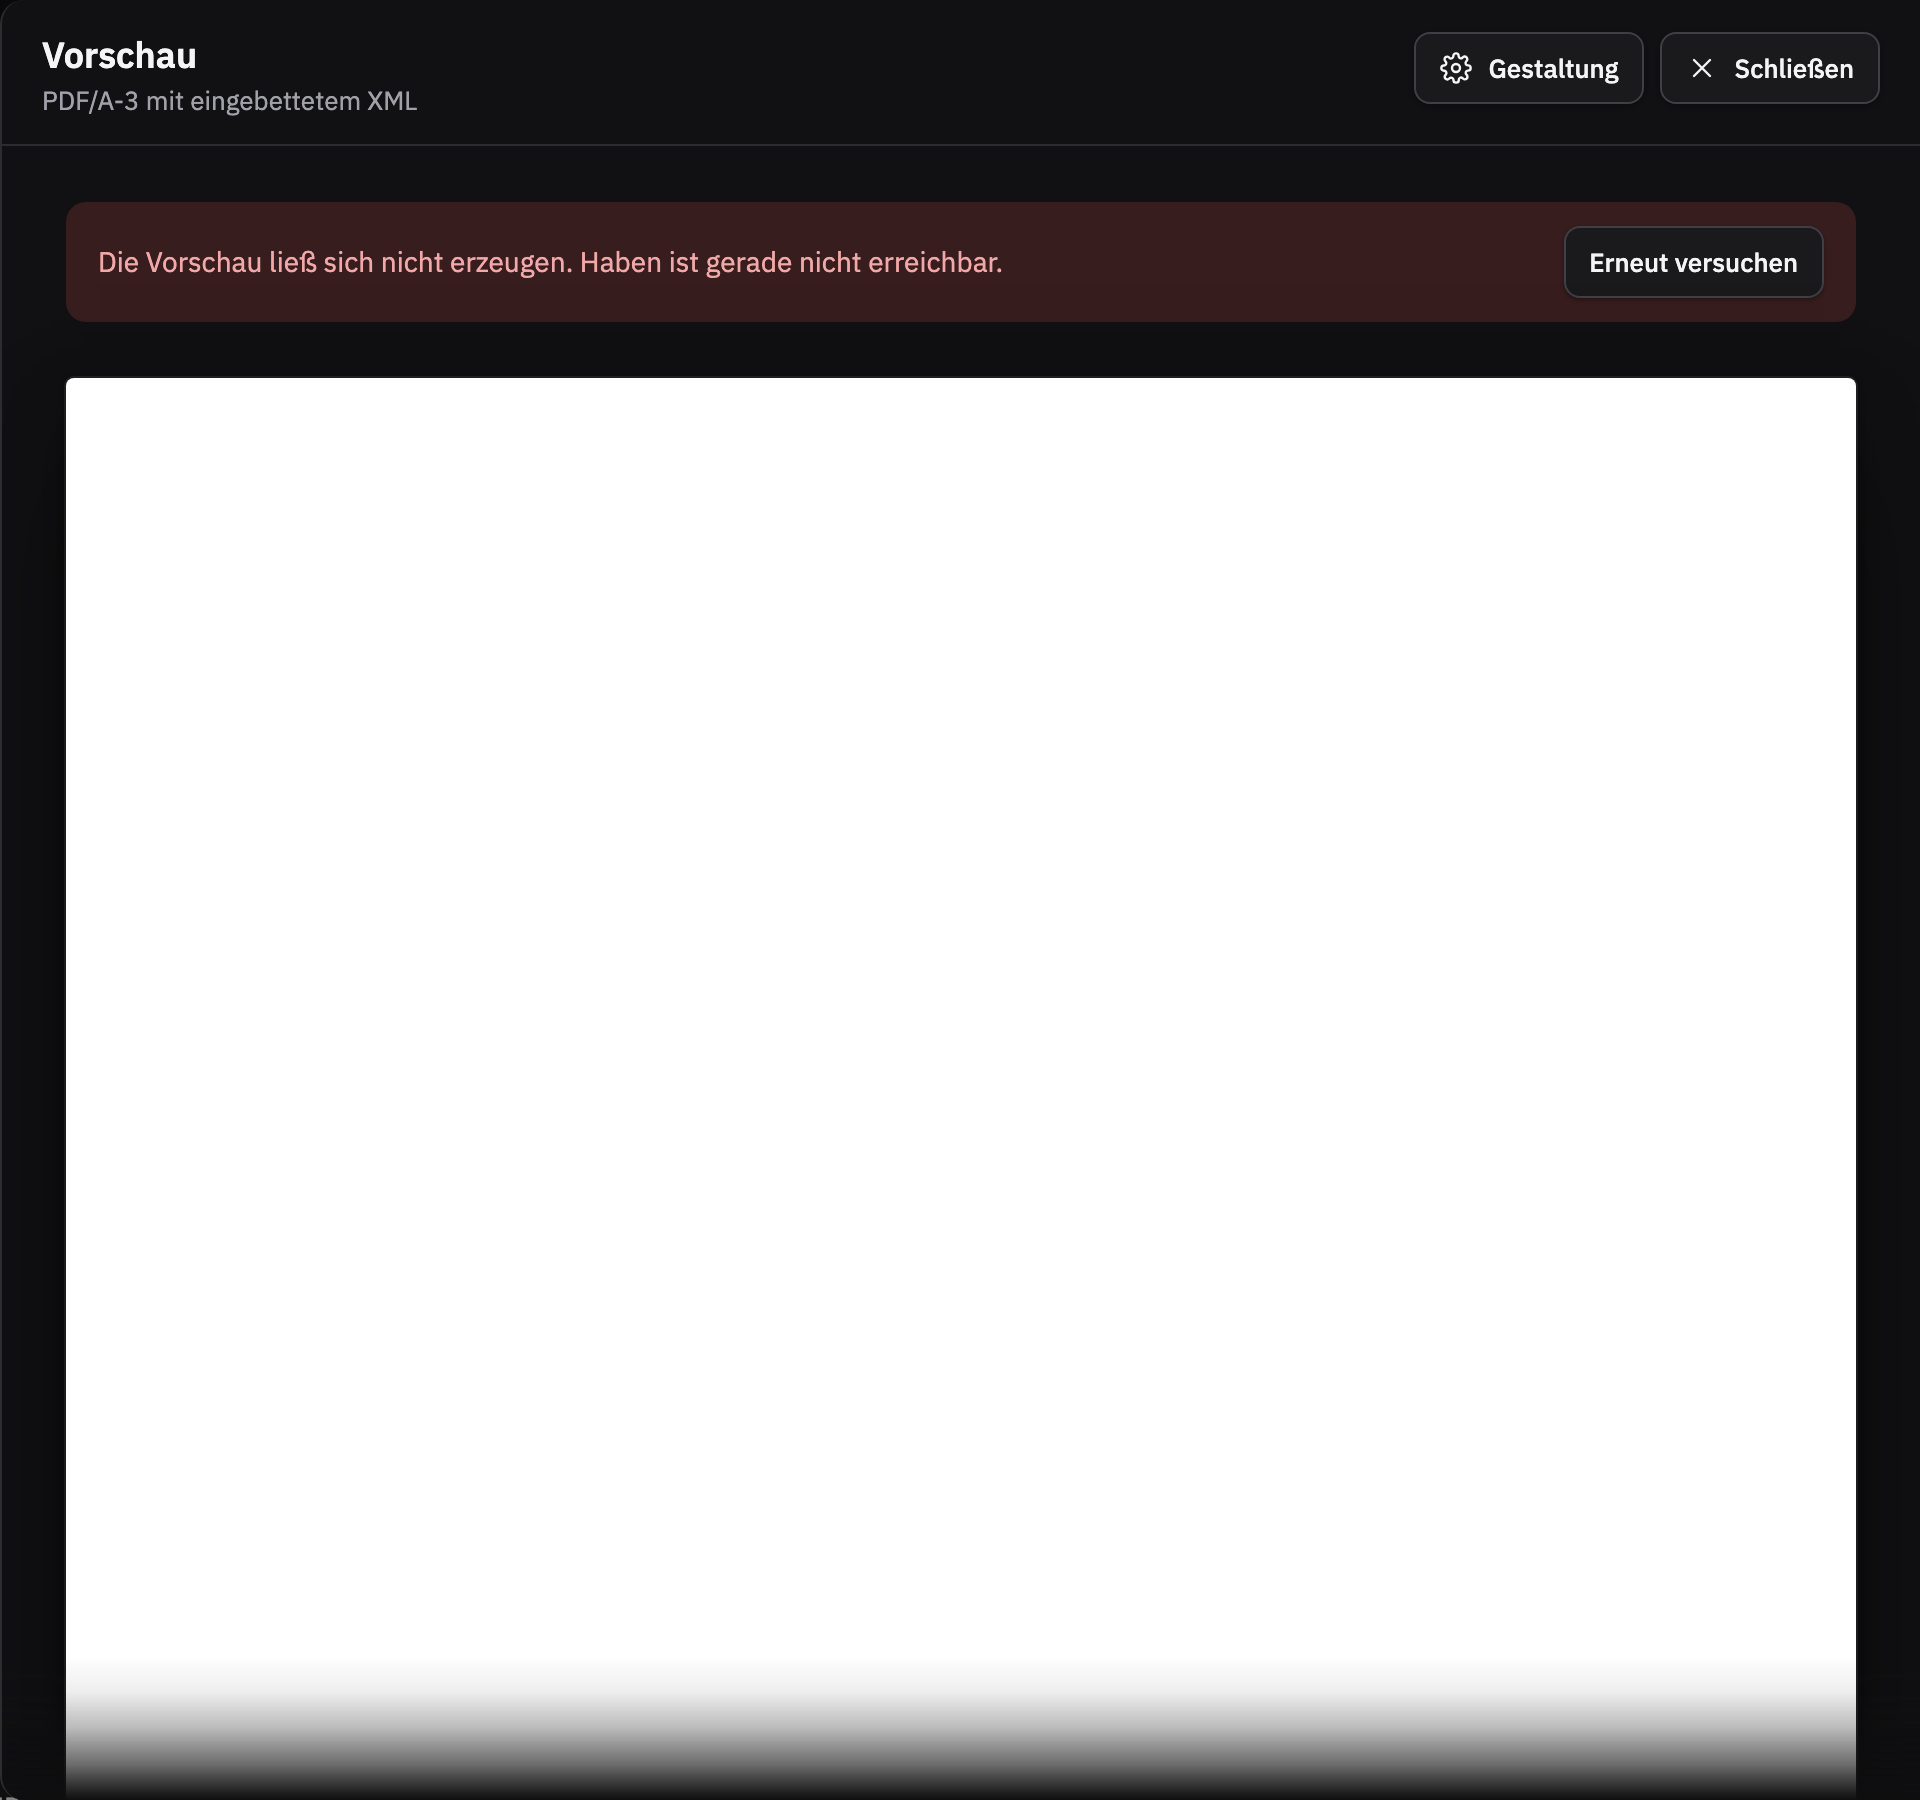 Vorschau
PDF/A-3 mit eingebettetem XML
Gestaltung
Schließen
Die Vorschau ließ sich nicht erzeugen. Haben ist gerade nicht erreichbar.
Erneut versuchen